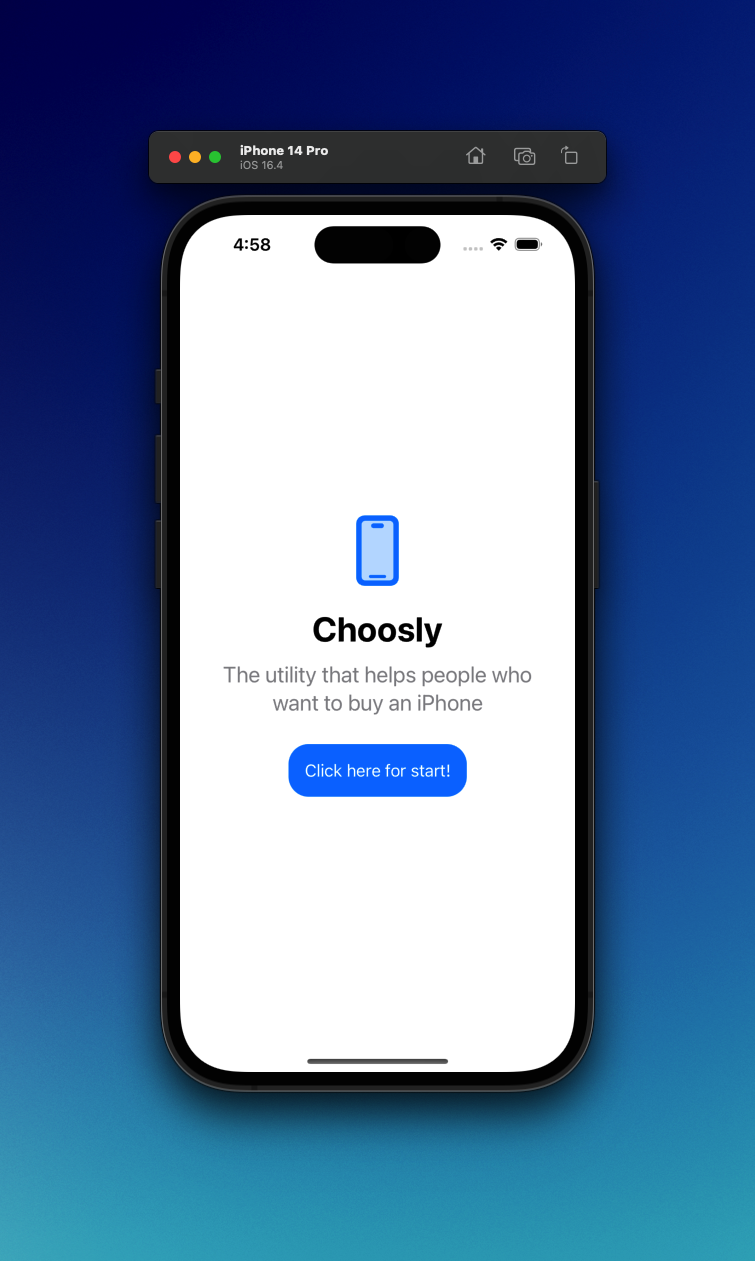 iPhone 14 Pro
iOS 16.4
4:58
Choosly
The utility that helps people who
want to buy an iPhone
Click here for start!